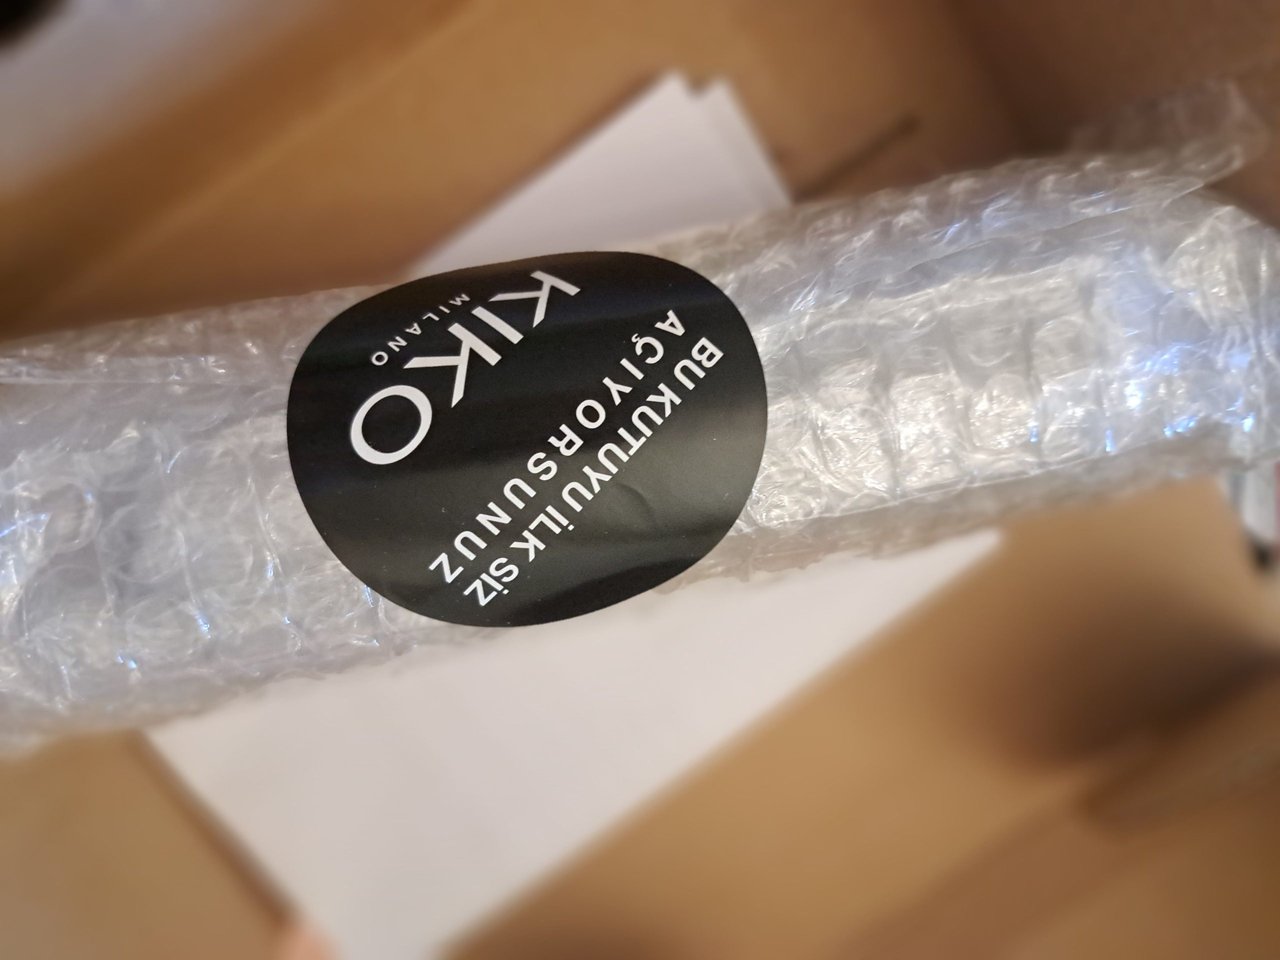 KIKO
MILANO
BU KUTUYU İLK SİZ
AÇIYORSUNUZ